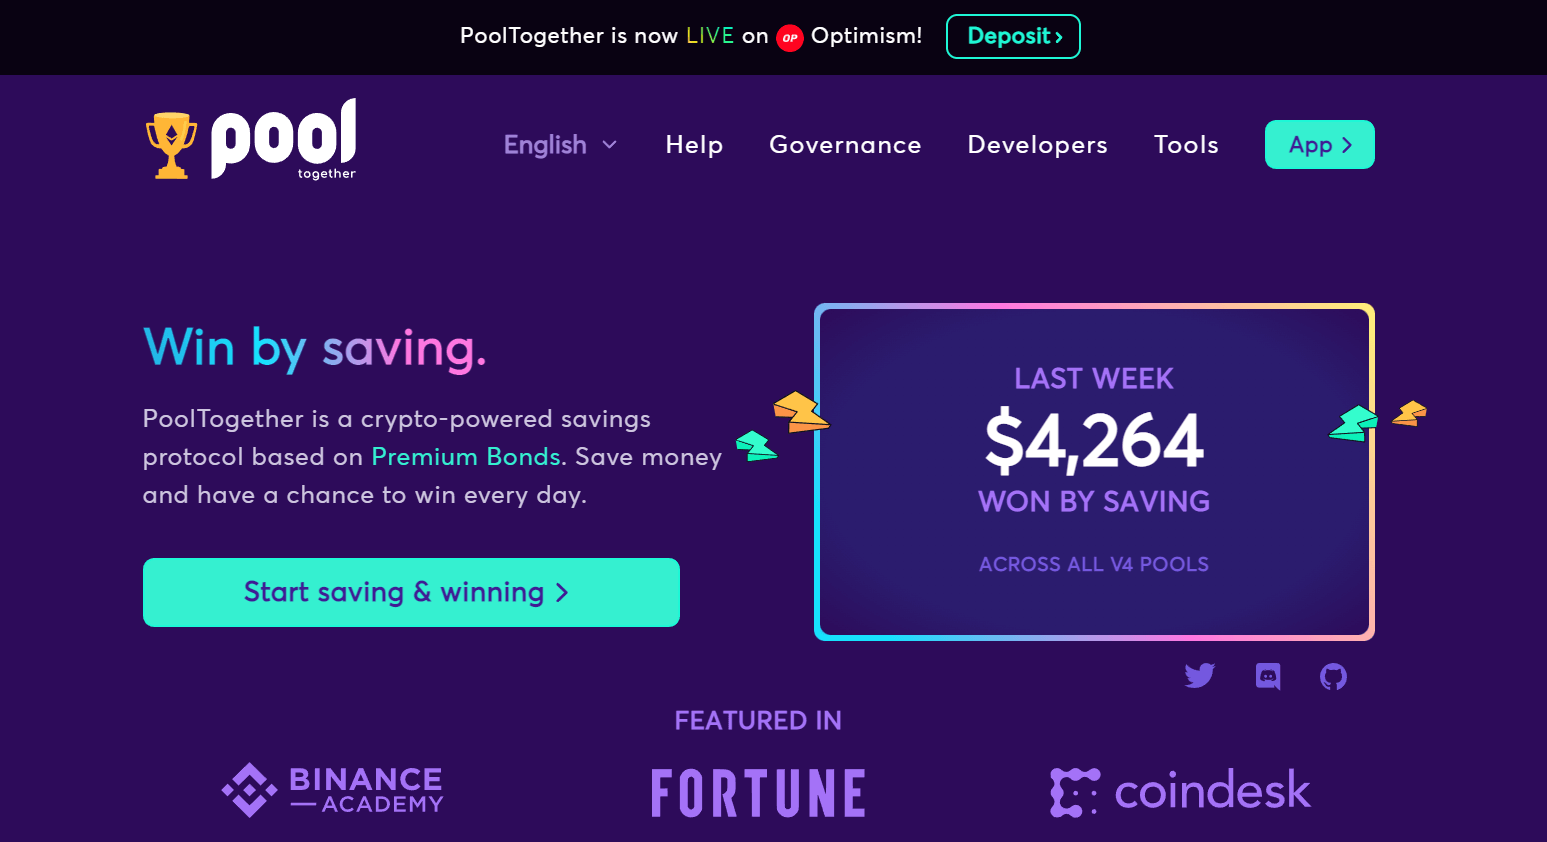 PoolTogether is now LIVE on OP Optimism! Deposit
pool
together
English Help Governance Developers Tools App
Win by saving.
PoolTogether is a crypto-powered savings
protocol based on Premium Bonds. Save money
and have a chance to win every day.
Start saving & winning
LAST WEEK
$4,264
WON BY SAVING
ACROSS ALL V4 POOLS
FEATURED IN
BINANCE
ACADEMY
FORTUNE
coindesk